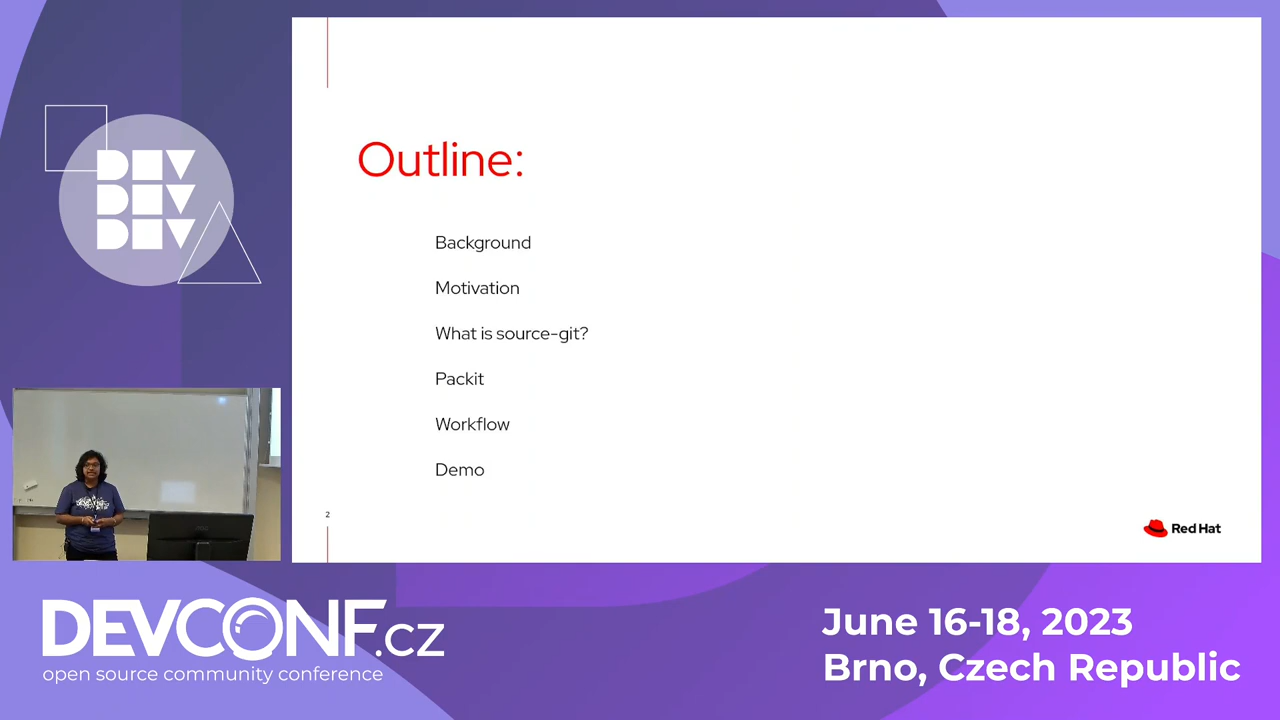 DEV
DEV
DEV
Outline:
Background
Motivation
What is source-git?
Packit
Workflow
Demo
2
Red Hat
DEVCONF.cz
open source community conference
June 16-18, 2023
Brno, Czech Republic